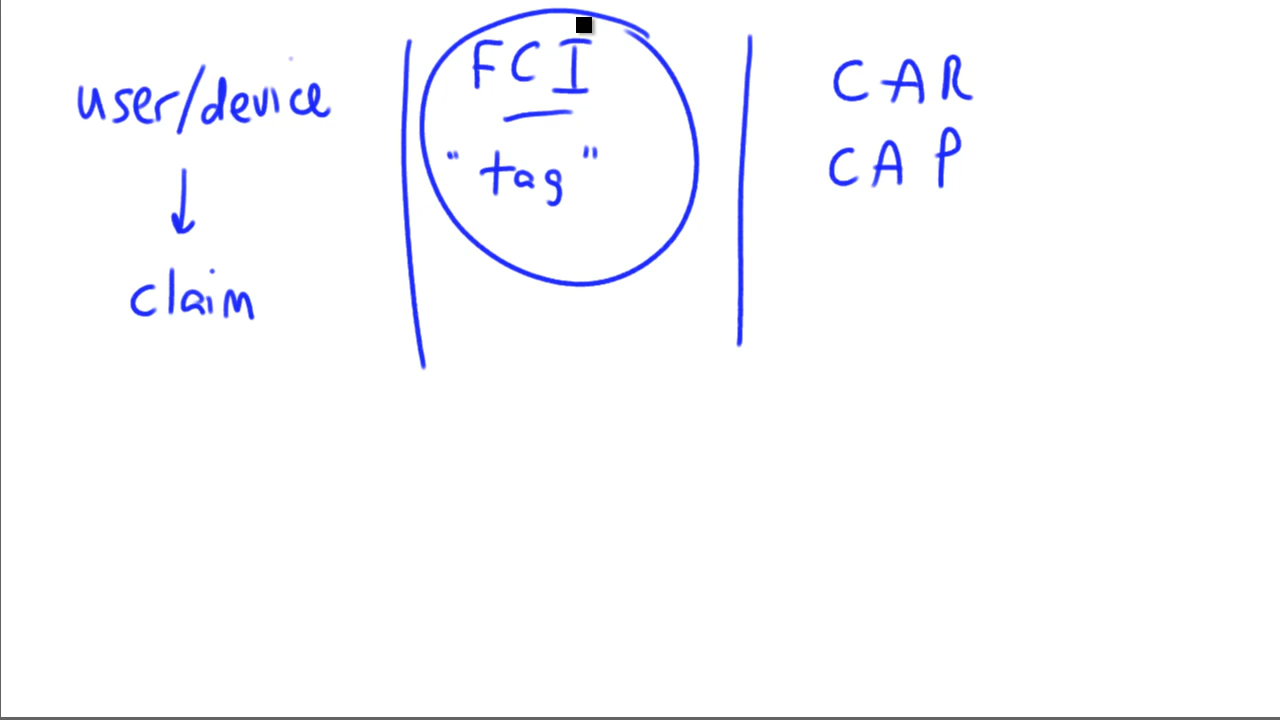 user/device
↓
claim
FCI
"tag"
CAR
CAP